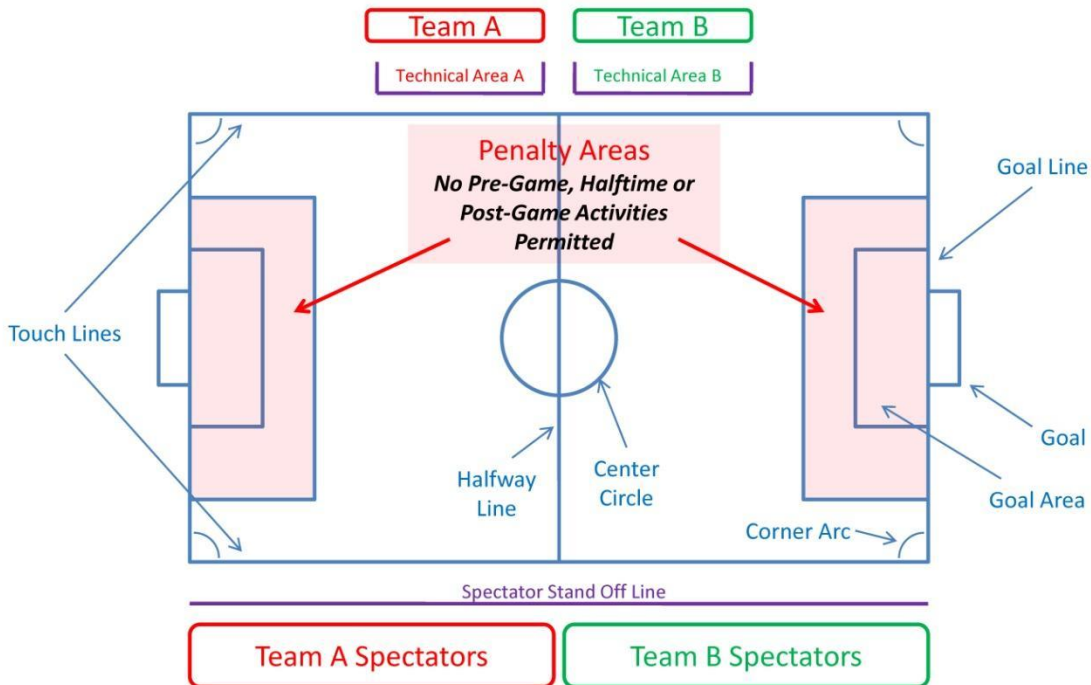 Team A
Team B
Technical Area A
Technical Area B
Penalty Areas
No Pre-Game, Halftime or
Post-Game Activities
Permitted
Goal Line
Touch Lines
Goal
Halfway
Line
Center
Circle
Goal Area
Corner Arc
Spectator Stand Off Line
Team A Spectators
Team B Spectators